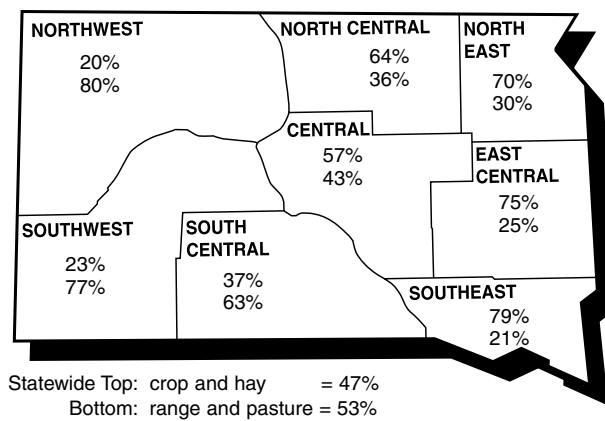 NORTHWEST
20%
80%
NORTH CENTRAL
64%
36%
NORTH
EAST
70%
30%
CENTRAL
57%
43%
EAST
CENTRAL
75%
25%
SOUTHWEST
23%
77%
SOUTH
CENTRAL
37%
63%
SOUTHEAST
79%
21%
Statewide Top: crop and hay = 47%
Bottom: range and pasture = 53%